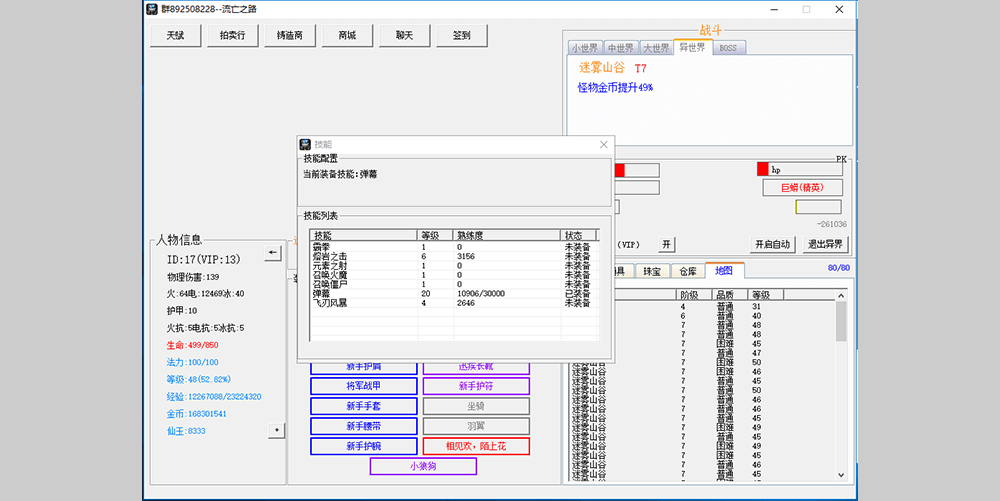 群892508228--流亡之路
天赋 拍卖行 铸造商 商城 聊天 签到
战斗
小世界 中世界 大世界 异世界 BOSS
迷雾山谷 T7
怪物金币提升49%
技能
技能配置
当前装备技能:弹幕
技能列表
技能 等级 熟练度 状态
霸拳 1 0 未装备
熔岩之击 6 3156 未装备
元素之射 1 0 未装备
召唤火魔 1 0 未装备
召唤僵尸 1 0 未装备
弹幕 20 10906/30000 已装备
飞刃风暴 4 2646 未装备
PK
hp
巨蟒(精英)
-261036
(VIP) 开 开启自动 退出异界
珠宝 仓库 地图 80/80
人物信息
←
ID:17(VIP:13)
物理伤害:139
火:64电:12469冰:40
护甲:10
火抗:5电抗:5冰抗:5
生命:499/850
法力:100/100
等级:48(52.82%)
经验:12267088/23224320
金币:168301541
仙玉:8333
+
新手护肩 迅疾长靴
将军战甲 新手护符
新手手套 坐骑
新手腰带 羽翼
新手护腕 相见欢,陌上花
小狼狗
阶级 品质 等级
4 普通 31
6 普通 40
7 普通 48
7 普通 48
7 困难 45
7 普通 47
迷雾山谷 7 困难 50
迷雾山谷 7 普通 46
迷雾山谷 7 普通 45
迷雾山谷 7 普通 50
迷雾山谷 7 普通 46
迷雾山谷 7 普通 46
迷雾山谷 7 普通 45
迷雾山谷 7 困难 49
迷雾山谷 7 普通 45
迷雾山谷 7 困难 49
迷雾山谷 7 困难 45
迷雾山谷 7 普通 46
迷雾山谷 7 困难 45